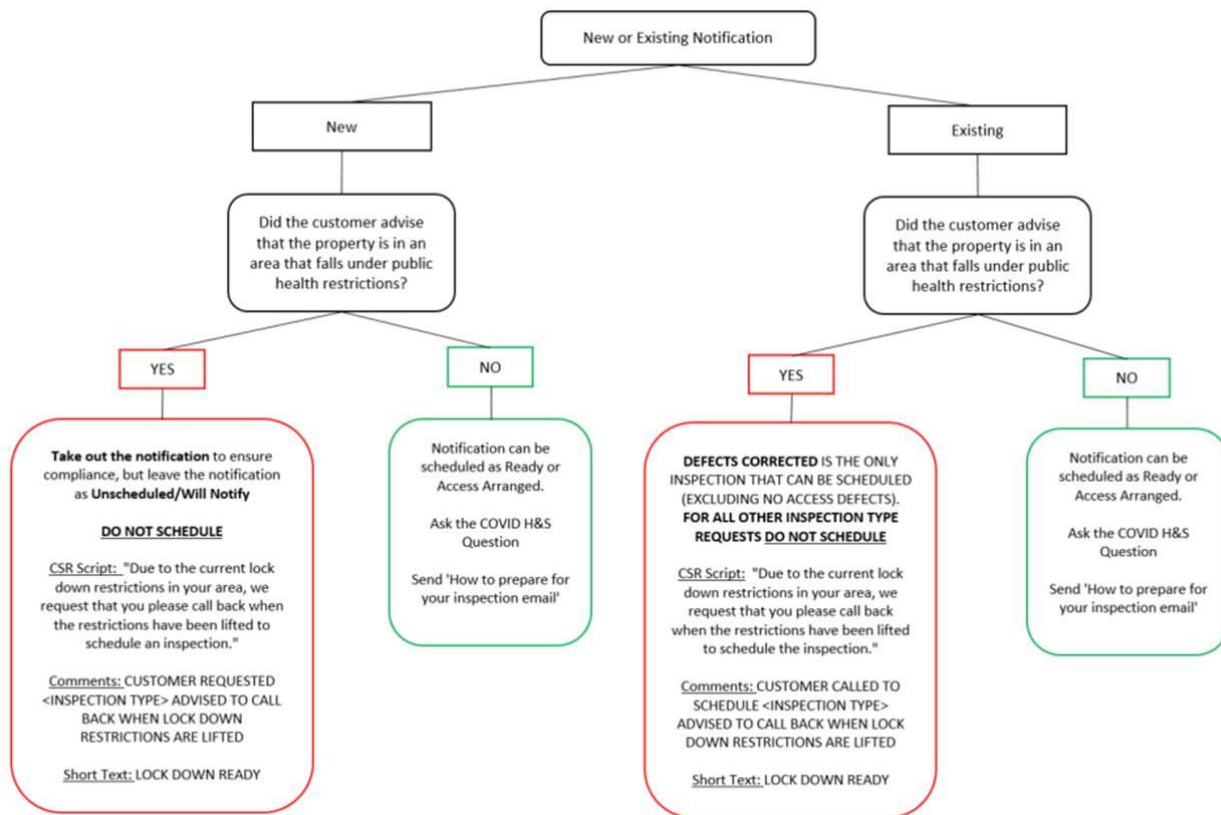 New or Existing Notification
New
Existing
Did the customer advise
that the property is in an
area that falls under public
health restrictions?
Did the customer advise
that the property is in an
area that falls under public
health restrictions?
YES
NO
YES
NO
Take out the notification to ensure
compliance, but leave the notification
as Unscheduled/Will Notify
DO NOT SCHEDULE
CSR Script: "Due to the current lock
down restrictions in your area, we
request that you please call back when
the restrictions have been lifted to
schedule an inspection."
Comments: CUSTOMER REQUESTED
<INSPECTION TYPE> ADVISED TO CALL
BACK WHEN LOCK DOWN
RESTRICTIONS ARE LIFTED
Short Text: LOCK DOWN READY
Notification can be
scheduled as Ready or
Access Arranged.
Ask the COVID H&S
Question
Send 'How to prepare for
your inspection email'
DEFECTS CORRECTED IS THE ONLY
INSPECTION THAT CAN BE SCHEDULED
(EXCLUDING NO ACCESS DEFECTS).
FOR ALL OTHER INSPECTION TYPE
REQUESTS DO NOT SCHEDULE
CSR Script: "Due to the current lock
down restrictions in your area, we
request that you please call back
when the restrictions have been lifted
to schedule the inspection."
Comments: CUSTOMER CALLED TO
SCHEDULE <INSPECTION TYPE>
ADVISED TO CALL BACK WHEN LOCK
DOWN RESTRICTIONS ARE LIFTED
Short Text: LOCK DOWN READY
Notification can be
scheduled as Ready or
Access Arranged.
Ask the COVID H&S
Question
Send 'How to prepare for
your inspection email'